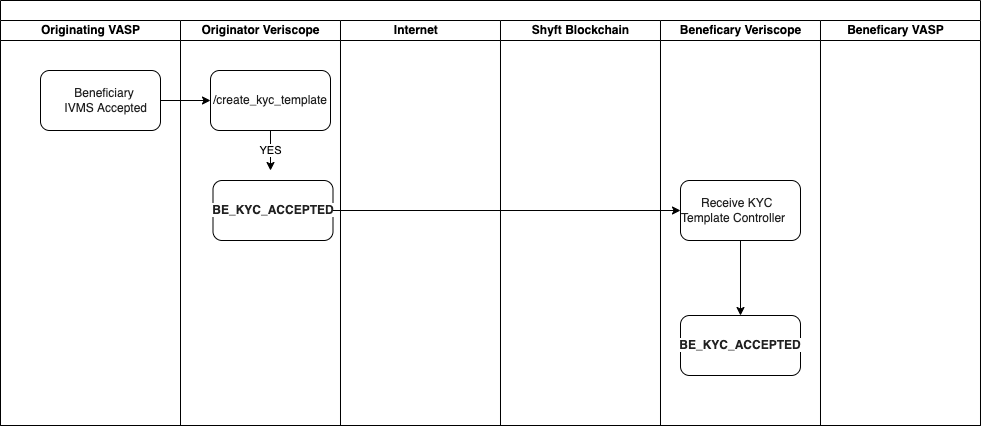 Originating VASP
Originator Veriscope
Internet
Shyft Blockchain
Beneficary Veriscope
Beneficary VASP
Beneficiary
IVMS Accepted
/create_kyc_template
YES
BE_KYC_ACCEPTED
Receive KYC
Template Controller
BE_KYC_ACCEPTED